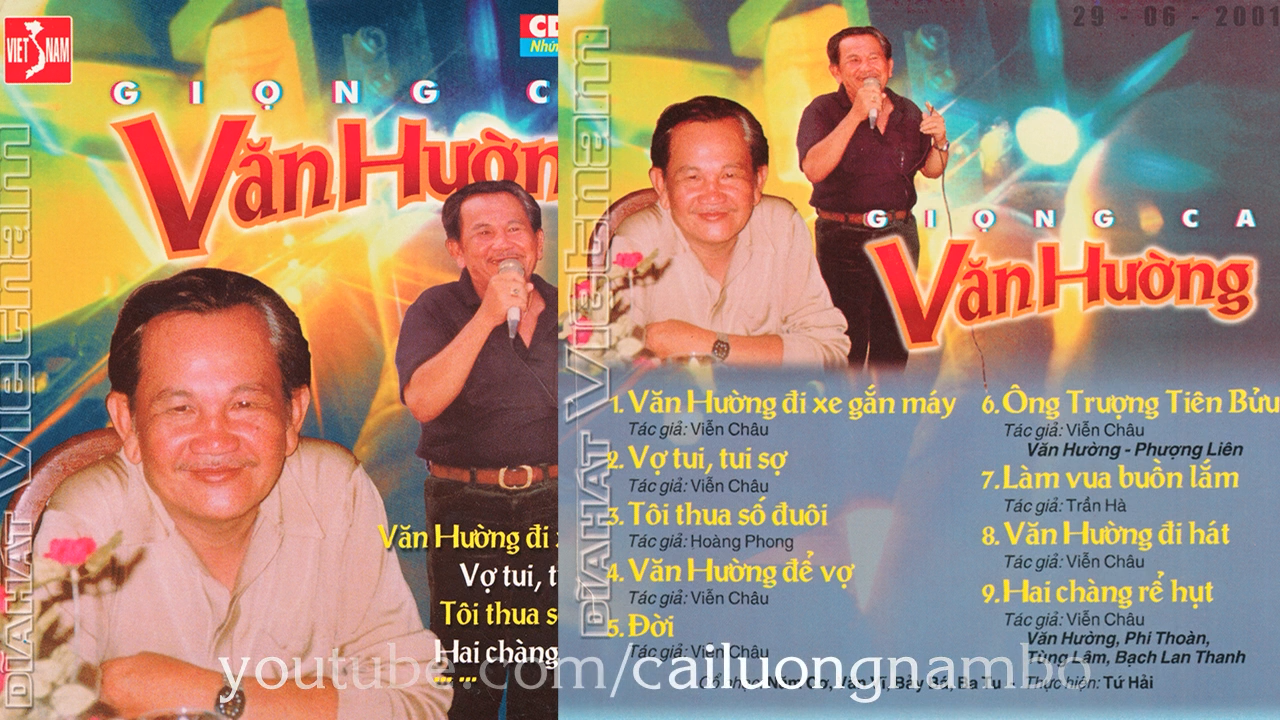 VIET NAM
CD
Nhữ
GIỌNG C
Văn Hườn
Văn Hường đi x
Vợ tui, t
Tôi thua s
Hai chàng
... ...
DĨA HÁT Việt nam
29 - 06 - 2001
GIỌNG CA
Văn Hường
1. Văn Hường đi xe gắn máy
Tác giả: Viễn Châu
2. Vợ tui, tui sợ
Tác giả: Viễn Châu
3. Tôi thua số đuôi
Tác giả: Hoàng Phong
4. Văn Hường để vợ
Tác giả: Viễn Châu
5. Đời
Tác giả: Viễn Châu
6. Ông Trượng Tiên Bửu
Tác giả: Viễn Châu
Văn Hường - Phượng Liên
7. Làm vua buồn lắm
Tác giả: Trần Hà
8. Văn Hường đi hát
Tác giả: Viễn Châu
9. Hai chàng rể hụt
Tác giả: Viễn Châu
Văn Hường, Phi Thoàn,
Tùng Lâm, Bạch Lan Thanh
Thực hiện: Tứ Hải
DĨA HÁT Việt nam
youtube.com/cailuongnambo